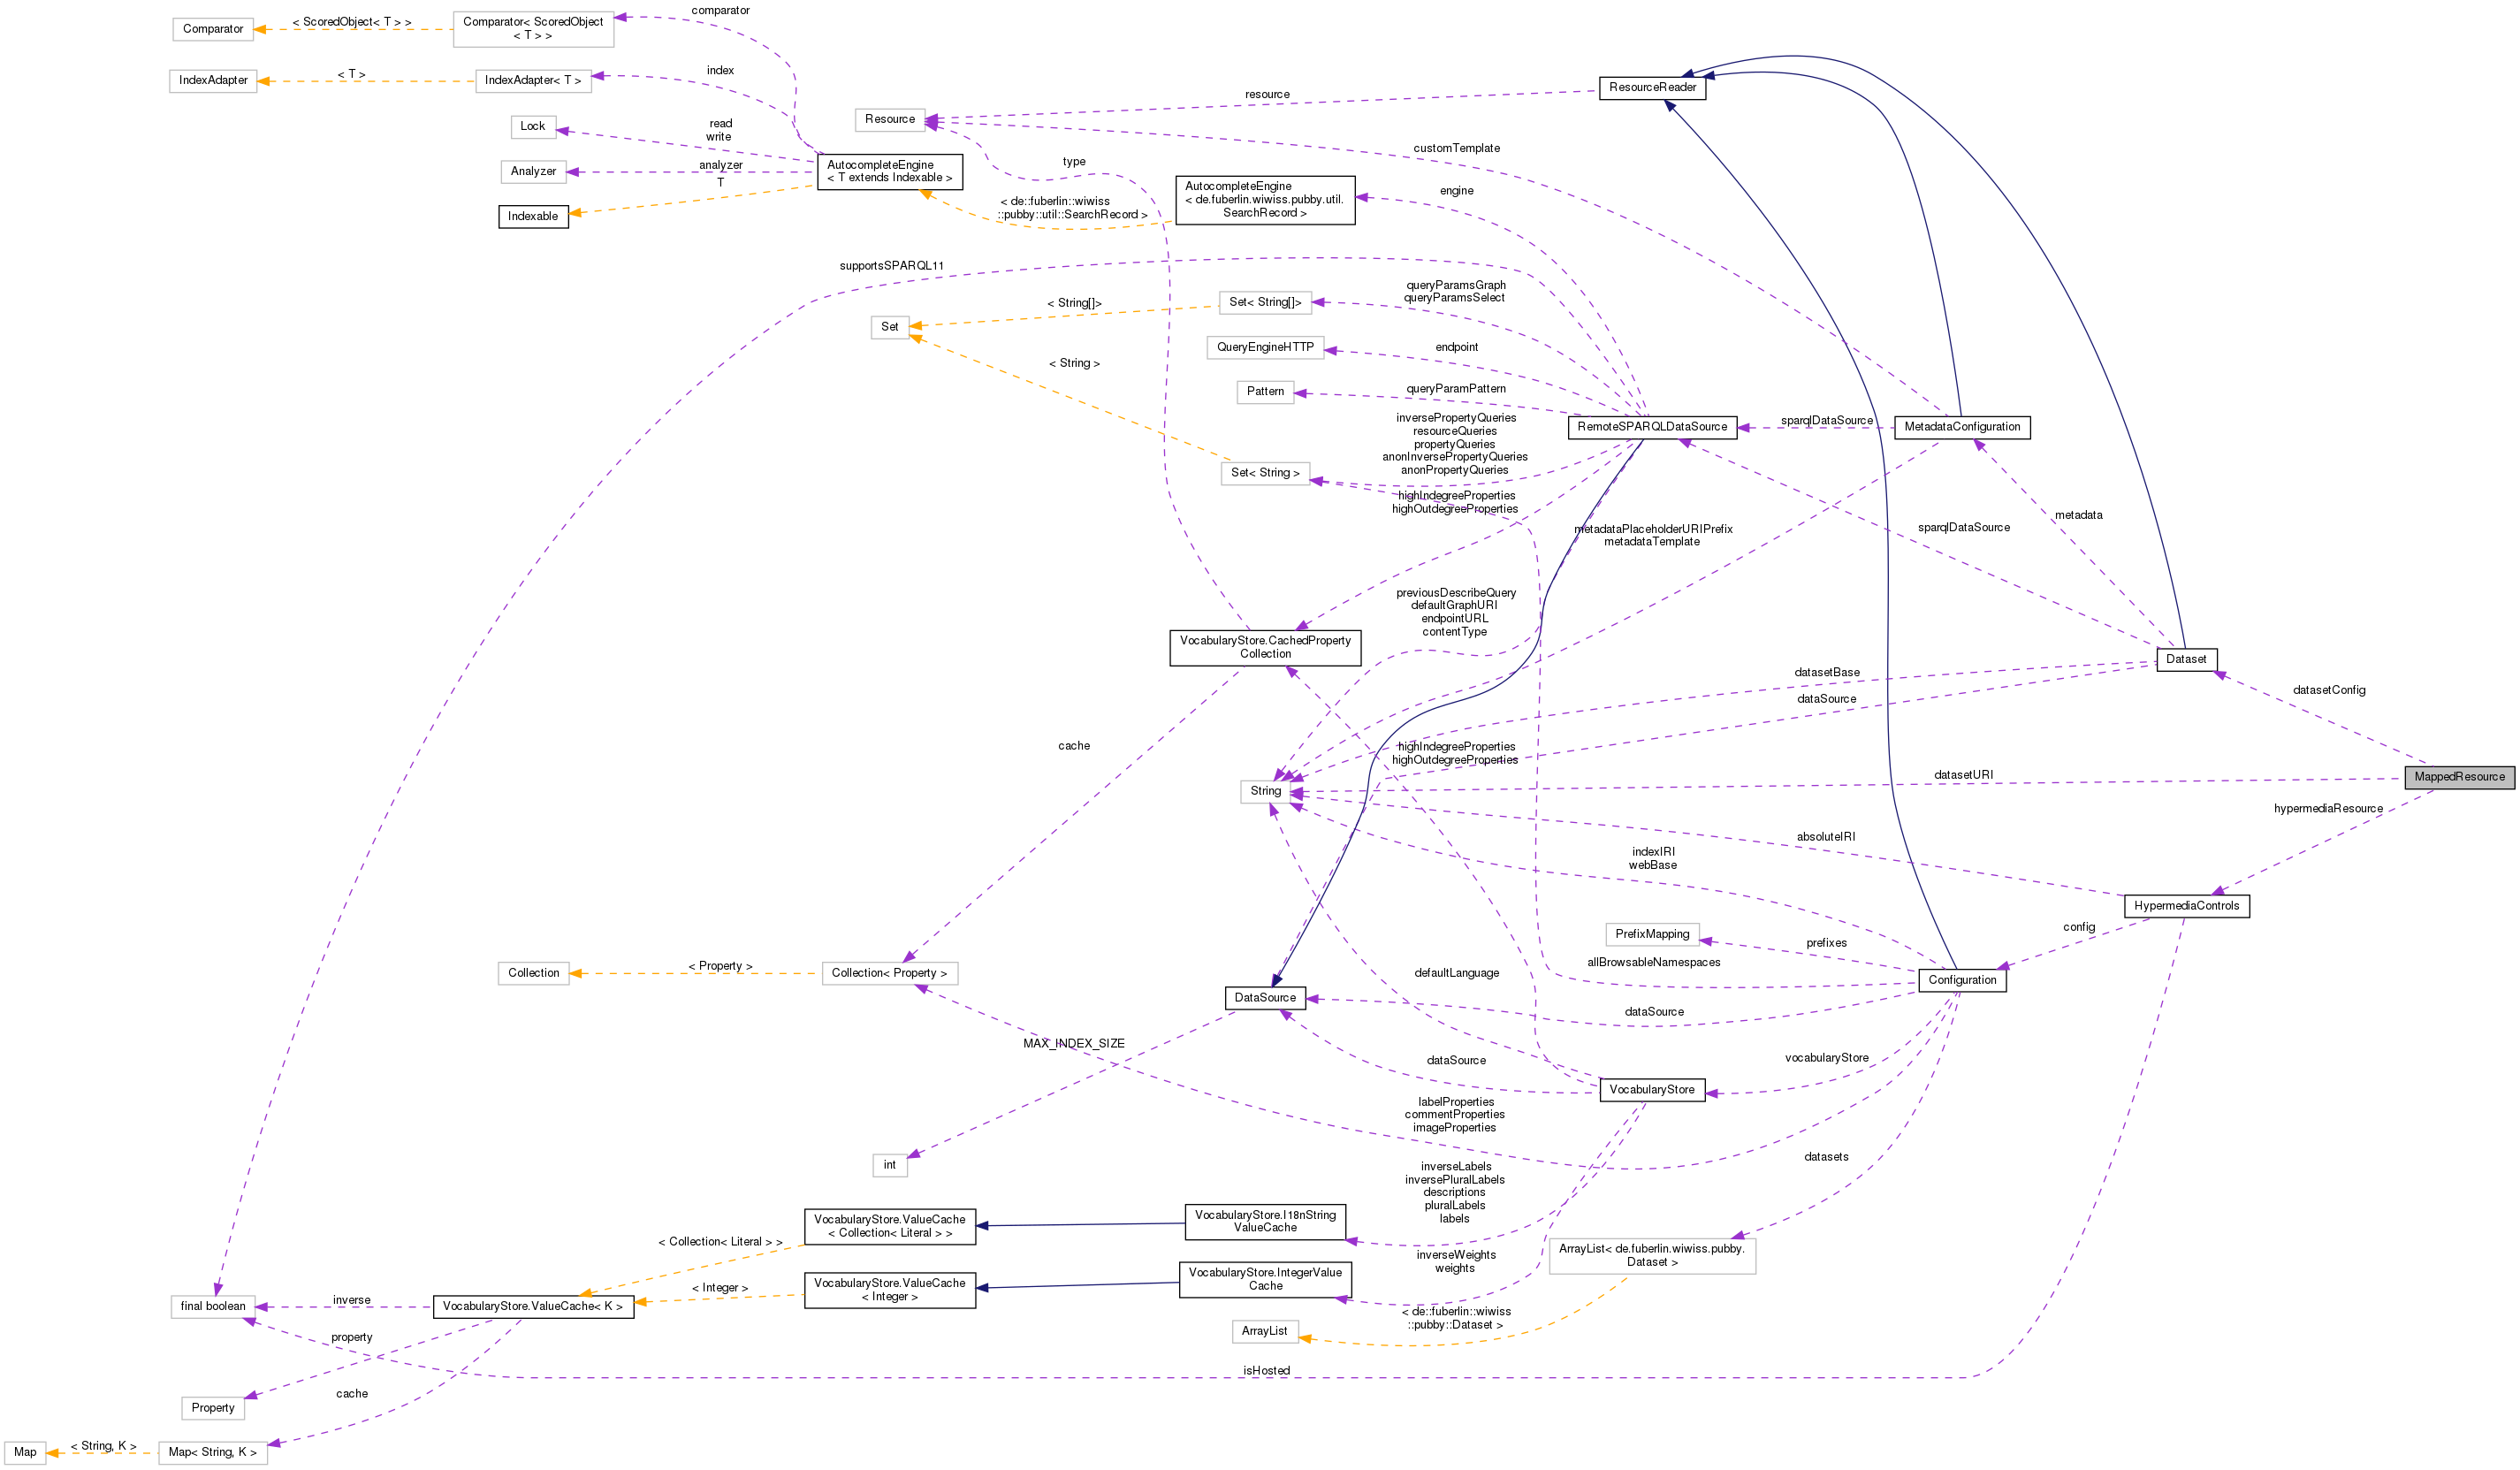 comparator
< ScoredObject< T > >
Comparator< ScoredObject
< T > >
Comparator
index
< T >
IndexAdapter
IndexAdapter< T >
ResourceReader
resource
Resource
read
write
Lock
customTemplate
type
AutocompleteEngine
< T extends Indexable >
analyzer
Analyzer
T
Indexable
engine
AutocompleteEngine
< de.fuberlin.wiwiss.pubby.util.
SearchRecord >
< de::fuberlin::wiwiss
::pubby::util::SearchRecord >
supportsSPARQL11
queryParamsGraph
queryParamsSelect
< String[]>
Set< String[]>
Set
endpoint
QueryEngineHTTP
< String >
queryParamPattern
Pattern
inversePropertyQueries
resourceQueries
propertyQueries
anonInversePropertyQueries
anonPropertyQueries
RemoteSPARQLDataSource
sparqlDataSource
MetadataConfiguration
Set< String >
highIndegreeProperties
highOutdegreeProperties
metadataPlaceholderURIPrefix
metadataTemplate
sparqlDataSource
metadata
previousDescribeQuery
defaultGraphURI
endpointURL
contentType
VocabularyStore.CachedProperty
Collection
Dataset
datasetBase
dataSource
datasetConfig
cache
highIndegreeProperties
highOutdegreeProperties
String
datasetURI
MappedResource
hypermediaResource
absoluteIRI
indexIRI
webBase
HypermediaControls
config
PrefixMapping
prefixes
allBrowsableNamespaces
Configuration
Collection
< Property >
Collection< Property >
defaultLanguage
DataSource
dataSource
MAX_INDEX_SIZE
dataSource
vocabularyStore
VocabularyStore
labelProperties
commentProperties
imageProperties
int
datasets
inverseLabels
inversePluralLabels
descriptions
pluralLabels
labels
VocabularyStore.ValueCache
< Collection< Literal > >
VocabularyStore.I18nString
ValueCache
< Collection< Literal > >
ArrayList< de.fuberlin.wiwiss.pubby.
Dataset >
inverseWeights
weights
VocabularyStore.IntegerValue
Cache
VocabularyStore.ValueCache
< Integer >
< Integer >
final boolean
inverse
VocabularyStore.ValueCache< K >
< de::fuberlin::wiwiss
::pubby::Dataset >
ArrayList
property
isHosted
cache
Property
Map
< String, K >
Map< String, K >